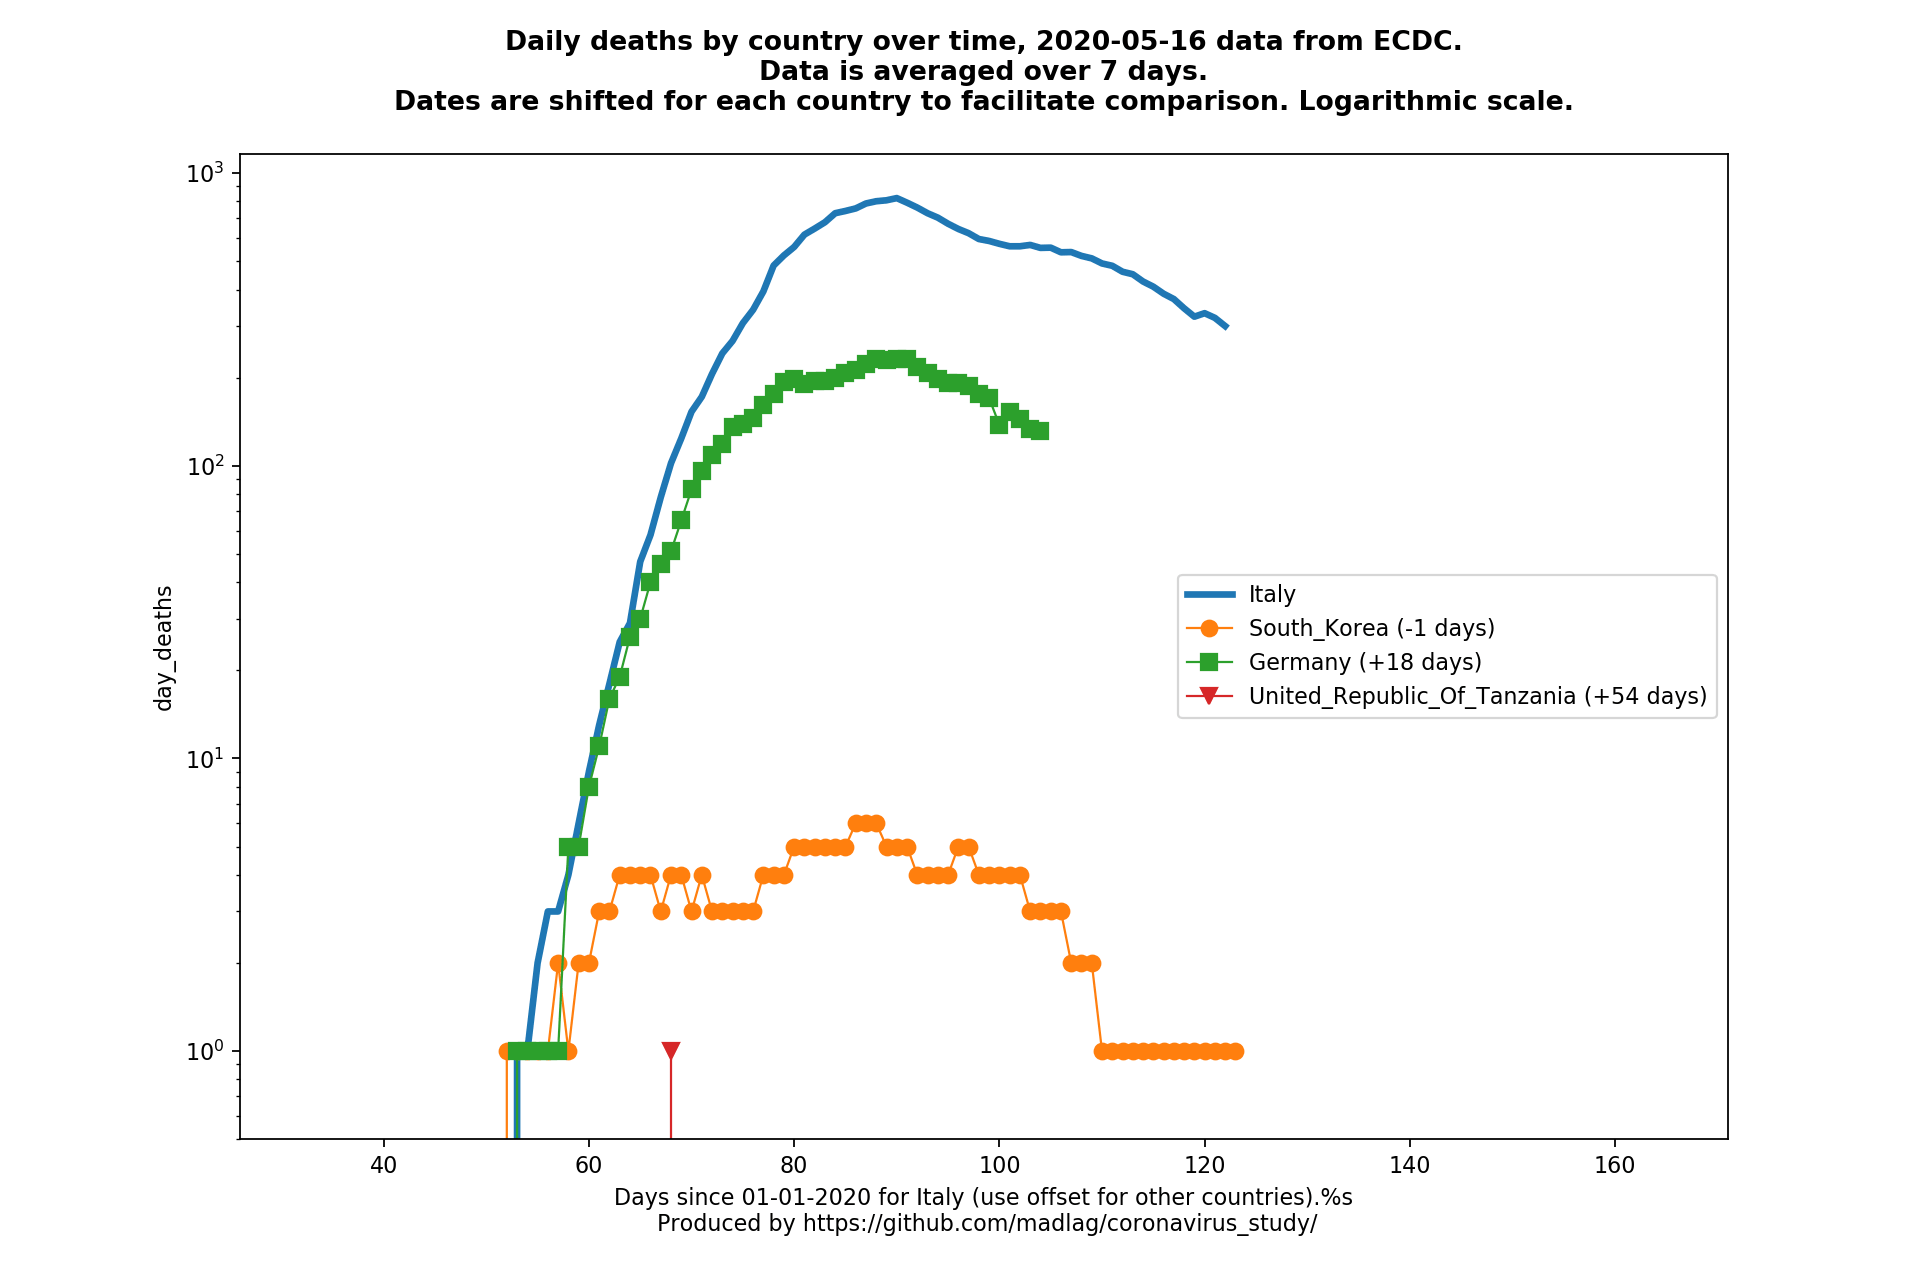 Daily deaths by country over time, 2020-05-16 data from ECDC.
Data is averaged over 7 days.
Dates are shifted for each country to facilitate comparison. Logarithmic scale.
10³
10²
10¹
10⁰
day_deaths
Italy
South_Korea (-1 days)
Germany (+18 days)
United_Republic_Of_Tanzania (+54 days)
40 60 80 100 120 140 160
Days since 01-01-2020 for Italy (use offset for other countries).%s
Produced by https://github.com/madlag/coronavirus_study/